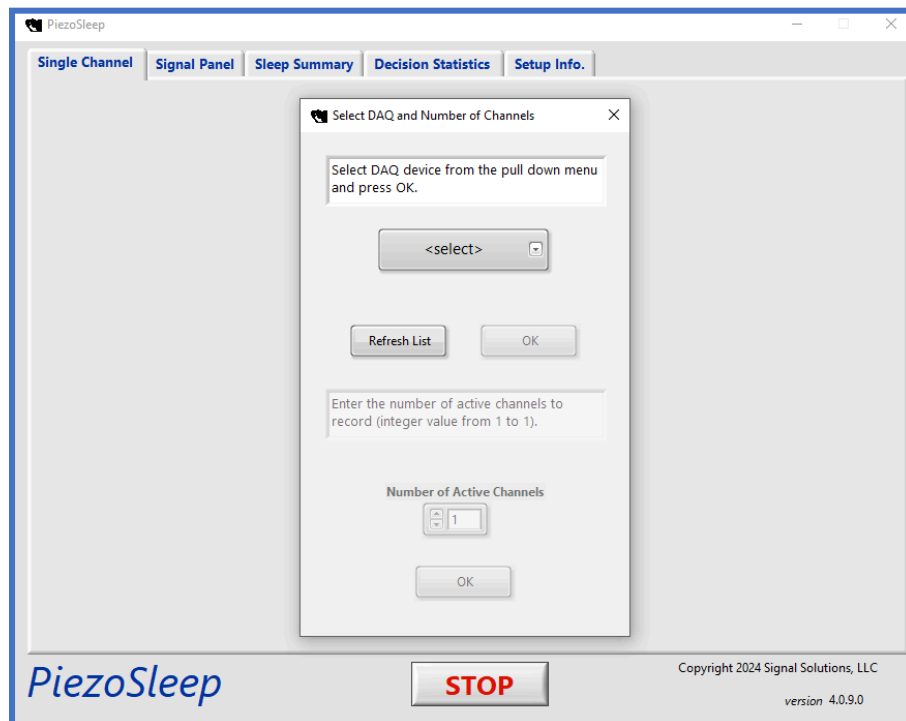 PiezoSleep
Single Channel
Signal Panel
Sleep Summary
Decision Statistics
Setup Info.
Select DAQ and Number of Channels
Select DAQ device from the pull down menu
and press OK.
<select>
Refresh List
OK
Enter the number of active channels to
record (integer value from 1 to 1).
Number of Active Channels
1
OK
PiezoSleep
STOP
Copyright 2024 Signal Solutions, LLC
version 4.0.9.0